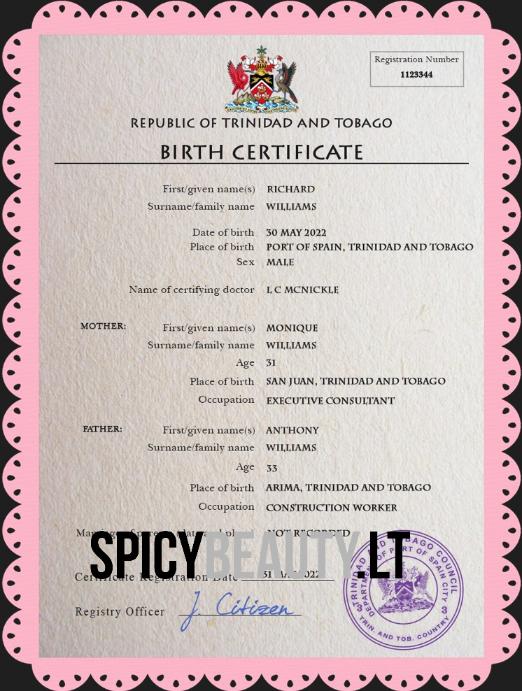 Registration Number
1123344
REPUBLIC OF TRINIDAD AND TOBAGO
BIRTH CERTIFICATE
First/given name(s) RICHARD
Surname/family name WILLIAMS
Date of birth 30 MAY 2022
Place of birth PORT OF SPAIN, TRINIDAD AND TOBAGO
Sex MALE
Name of certifying doctor L C MCNICKLE
MOTHER: First/given name(s) MONIQUE
Surname/family name WILLIAMS
Age 31
Place of birth SAN JUAN, TRINIDAD AND TOBAGO
Occupation EXECUTIVE CONSULTANT
FATHER: First/given name(s) ANTHONY
Surname/family name WILLIAMS
Age 33
Place of birth ARIMA, TRINIDAD AND TOBAGO
Occupation CONSTRUCTION WORKER
NOT RECORDED
SPICYBEAUTY.LT
Certificate Registration Date 31 MAY 2022
Registry Officer J. Citizen
TRINIDAD AND TOBAGO COUNCIL
DEPARTMENT OF PORT OF SPAIN CITY
TRIN AND TOB. COUNTRY